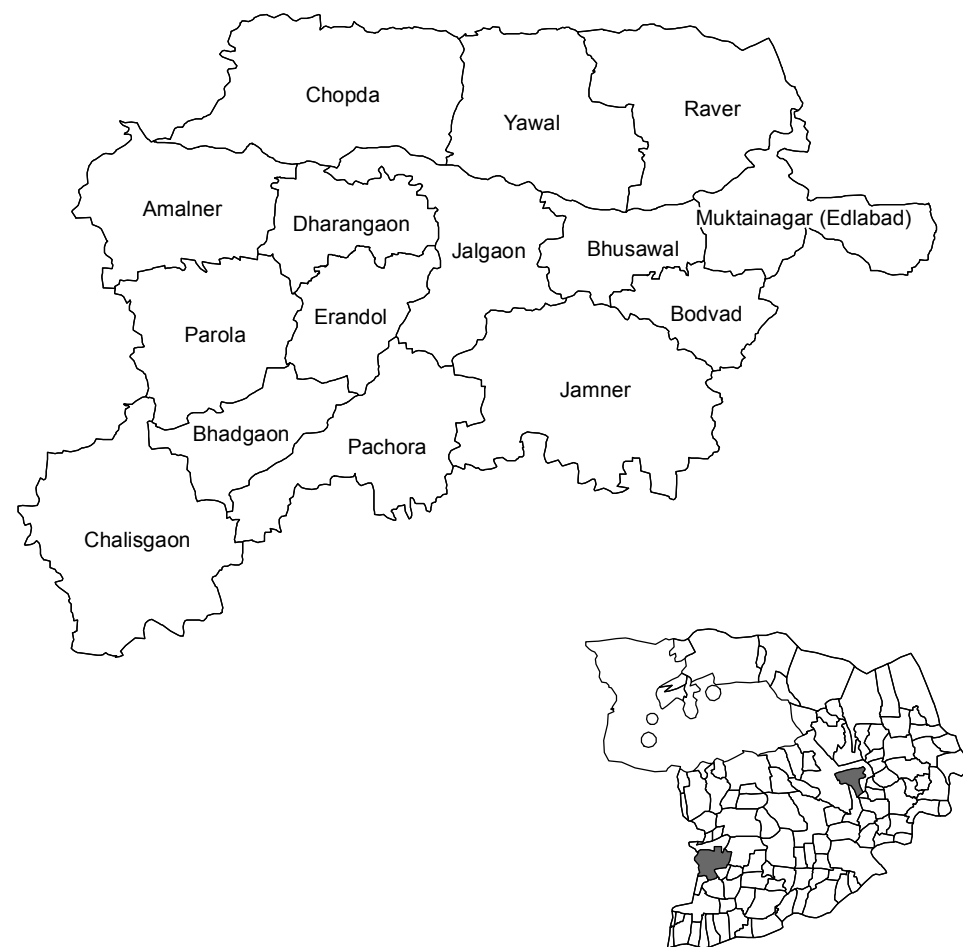 Chopda
Yawal
Raver
Amalner
Dharangaon
Jalgaon
Bhusawal
Muktainagar (Edlabad)
Parola
Erandol
Bodvad
Jamner
Bhadgaon
Pachora
Chalisgaon